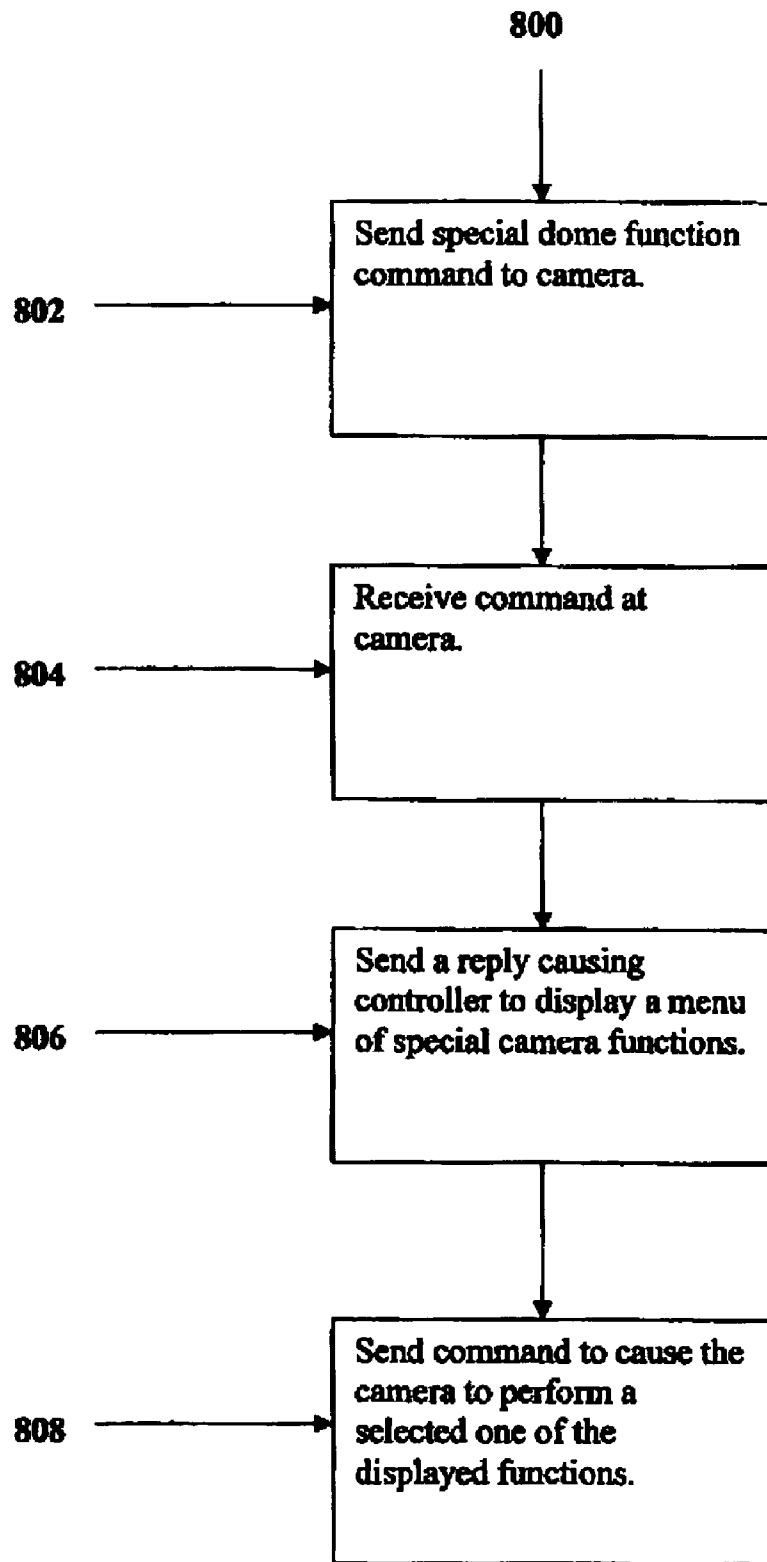 800
802
Send special dome function
command to camera.
804
Receive command at
camera.
806
Send a reply causing
controller to display a menu
of special camera functions.
808
Send command to cause the
camera to perform a
selected one of the
displayed functions.